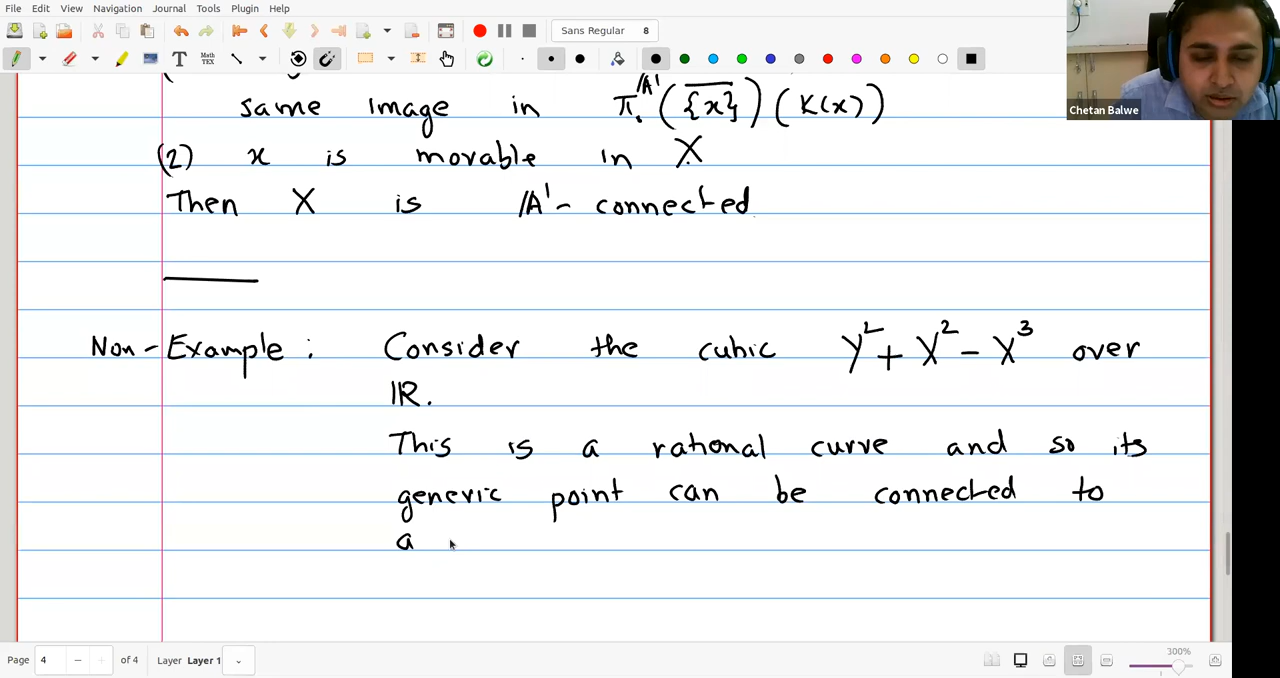 File Edit View Navigation Journal Tools Plugin Help
Sans Regular 8
same image in π₀^{𝔸¹} ( \overline{{x}} ) ( K(x) )
(2) x is movable in X
Then X is 𝔸¹- connected.
Non-Example : Consider the cubic Y² + X² − X³ over
ℝ.
This is a rational curve and so its
generic point can be connected to
a
Chetan Balwe
Page 4 of 4 Layer Layer 1 300%